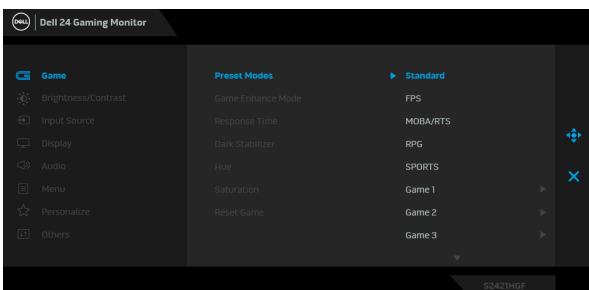 DELL Dell 24 Gaming Monitor
Game Preset Modes Standard
Brightness/Contrast Game Enhance Mode FPS
Input Source Response Time MOBA/RTS
Display Dark Stabilizer RPG
Audio Hue SPORTS
Menu Saturation Game 1
Personalize Reset Game Game 2
Others Game 3
S2421HGF